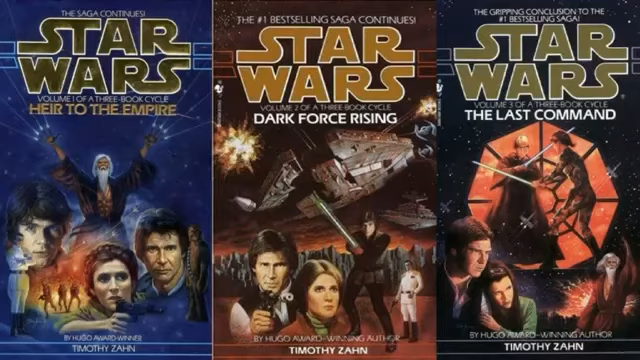 THE SAGA CONTINUES!
STAR
WARS
VOLUME 1 OF A THREE-BOOK CYCLE
HEIR TO THE EMPIRE
BY HUGO AWARD-WINNER
TIMOTHY ZAHN
THE #1 BESTSELLING SAGA CONTINUES!
STAR
WARS
VOLUME 2 OF A THREE-BOOK CYCLE
DARK FORCE RISING
BY HUGO AWARD-WINNING AUTHOR
TIMOTHY ZAHN
THE GRIPPING CONCLUSION TO THE
#1 BESTSELLING SAGA!
STAR
WARS
VOLUME 3 OF A THREE-BOOK CYCLE
THE LAST COMMAND
BY HUGO AWARD-WINNING AUTHOR
TIMOTHY ZAHN